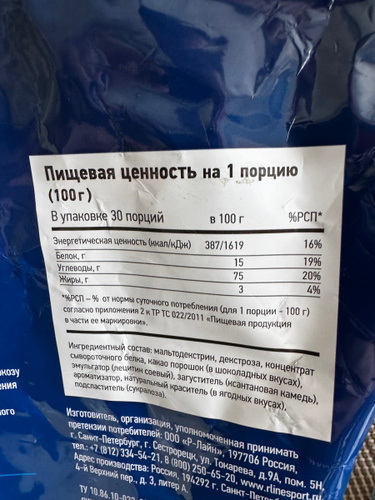 Пищевая ценность на 1 порцию
(100г)
В упаковке 30 порций в 100 г %РСП*
Энергетическая ценность (ккал/кДж) 387/1619 16%
Белок, г 15 19%
Углеводы, г 75 20%
Жиры, г 3 4%
*%РСП – % от нормы суточного потребления (для 1 порции - 100 г)
согласно приложения 2 к ТР ТС 022/2011 «Пищевая продукция
в части ее маркировки».
Ингредиентный состав: мальтодекстрин, декстроза, концентрат
сывороточного белка, какао порошок (в шоколадных вкусах),
эмульгатор (лецитин соевый), загуститель (ксантановая камедь),
ароматизатор, натуральный краситель (в ягодных вкусах),
подсластитель (сукралоза).
Изготовитель, организация, уполномоченная принимать
претензии потребителей: ООО «Р-Лайн», 197706 Россия,
г. Санкт-Петербург, г. Сестрорецк, ул. Токарева, д.9А, пом. 5Н,
тел.: +7 (812) 334-54-21, 8 (800) 250-65-20, www.rlinesport.ru
Адрес производства: Россия, 194292 г. Санкт-Петербург,
4-й Верхний пер., д. 3, литер А.
ТУ 10.86.10-